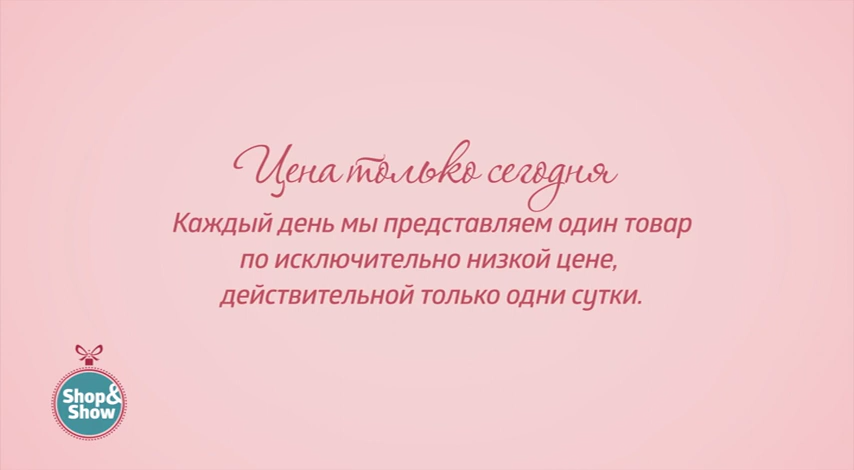 Цена только сегодня
Каждый день мы представляем один товар
по исключительно низкой цене,
действительной только одни сутки.
Shop&
Show